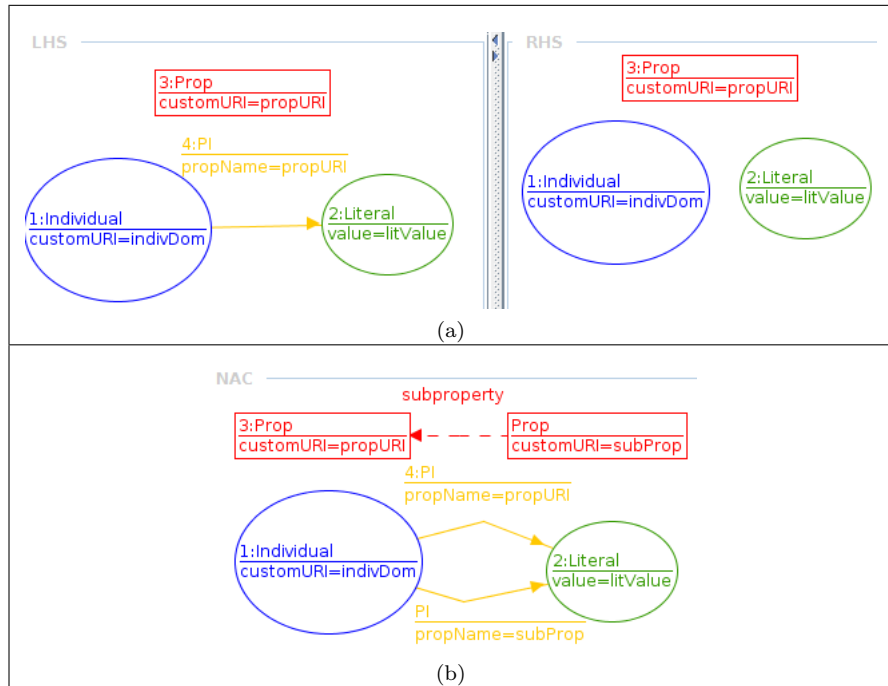 LHS
RHS
3:Prop
customURI=propURI
4:PI
propName=propURI
1:Individual
customURI=indivDom
2:Literal
value=litValue
3:Prop
customURI=propURI
1:Individual
customURI=indivDom
2:Literal
value=litValue
(a)
NAC
subproperty
3:Prop
customURI=propURI
Prop
customURI=subProp
4:PI
propName=propURI
1:Individual
customURI=indivDom
2:Literal
value=litValue
PI
propName=subProp
(b)